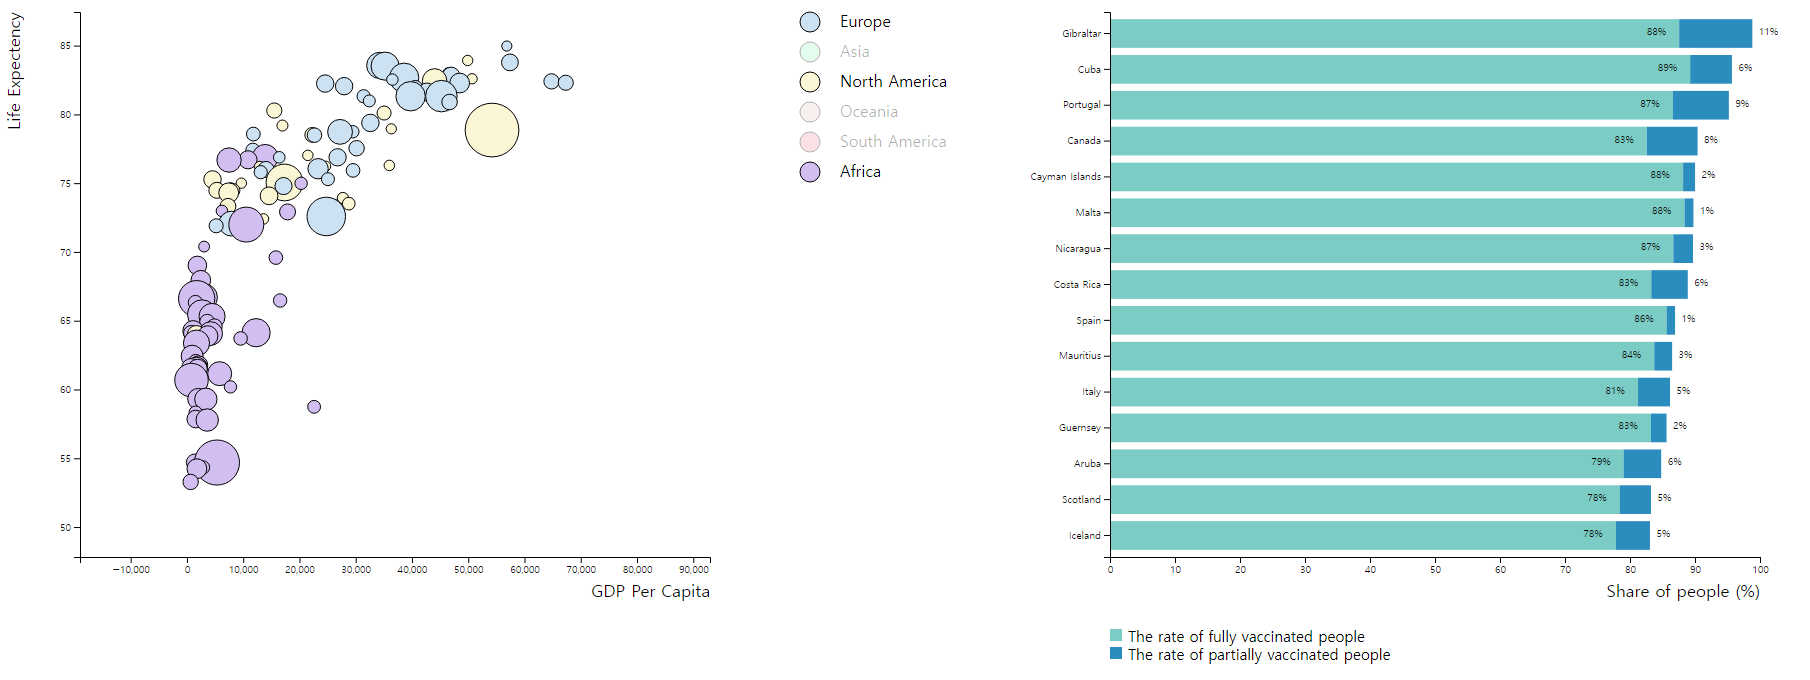 Life Expectency
85
80
75
70
65
60
55
50
−10,000 0 10,000 20,000 30,000 40,000 50,000 60,000 70,000 80,000 90,000
GDP Per Capita
Europe
Asia
North America
Oceania
South America
Africa
Gibraltar 88% 11%
Cuba 89% 6%
Portugal 87% 9%
Canada 83% 8%
Cayman Islands 88% 2%
Malta 88% 1%
Nicaragua 87% 3%
Costa Rica 83% 6%
Spain 86% 1%
Mauritius 84% 3%
Italy 81% 5%
Guernsey 83% 2%
Aruba 79% 6%
Scotland 78% 5%
Iceland 78% 5%
0 10 20 30 40 50 60 70 80 90 100
Share of people (%)
The rate of fully vaccinated people
The rate of partially vaccinated people